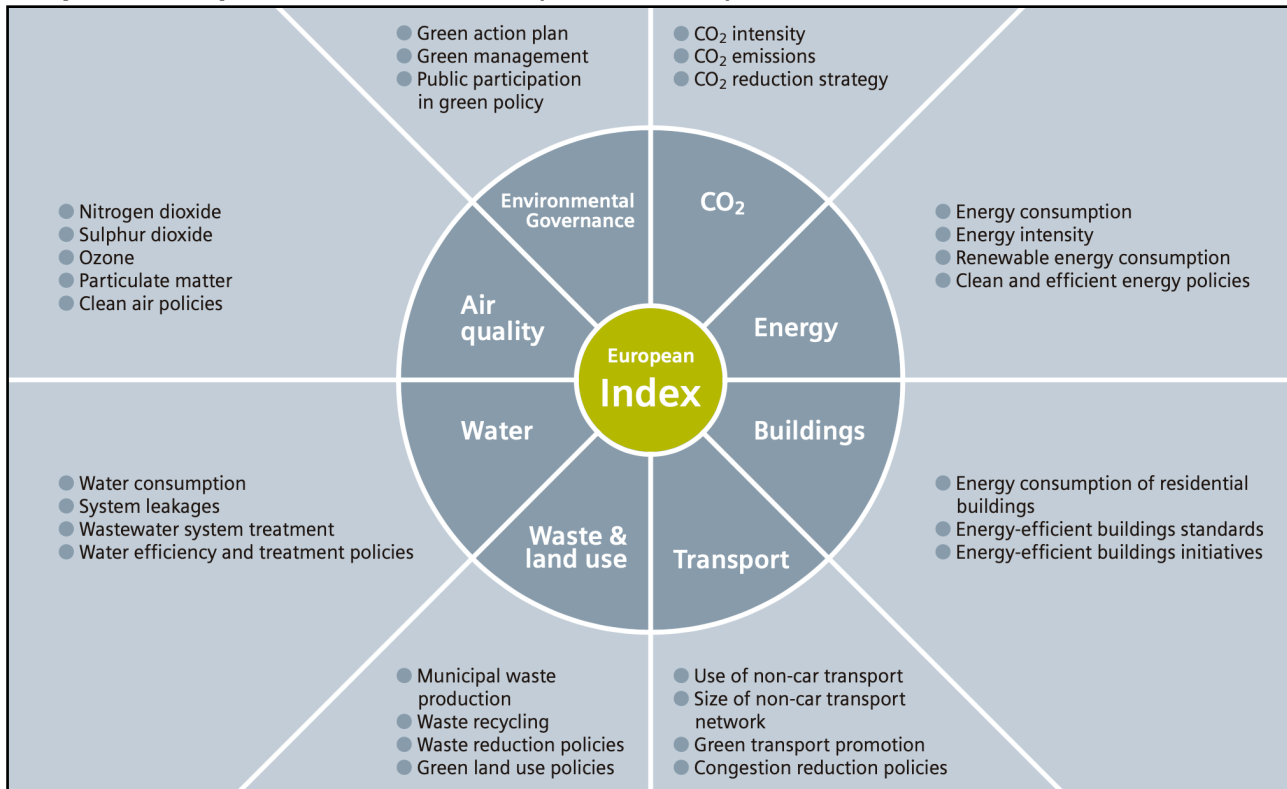 Green action plan
Green management
Public participation
in green policy
CO₂ intensity
CO₂ emissions
CO₂ reduction strategy
Environmental
Governance
CO₂
Nitrogen dioxide
Sulphur dioxide
Ozone
Particulate matter
Clean air policies
Energy consumption
Energy intensity
Renewable energy consumption
Clean and efficient energy policies
Air
quality
Energy
European
Index
Water
Buildings
Water consumption
System leakages
Wastewater system treatment
Water efficiency and treatment policies
Energy consumption of residential
buildings
Energy-efficient buildings standards
Energy-efficient buildings initiatives
Waste &
land use
Transport
Municipal waste
production
Waste recycling
Waste reduction policies
Green land use policies
Use of non-car transport
Size of non-car transport
network
Green transport promotion
Congestion reduction policies